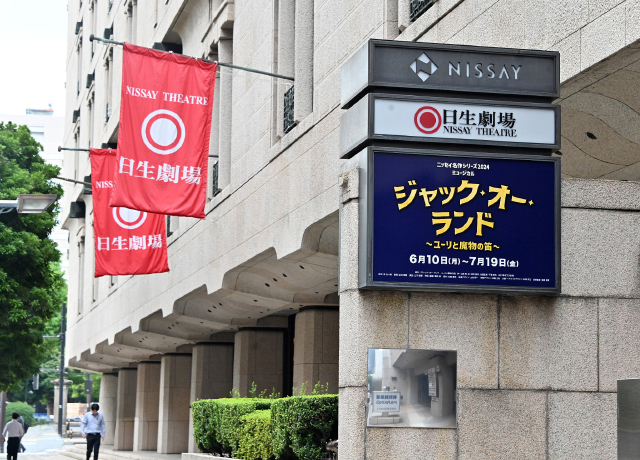 NISSAY THEATRE
日生劇場
NISS
日生劇場
NISSAY
日生劇場
NISSAY THEATRE
ニッセイ名作シリーズ2024
ミュージカル
ジャック・オー・
ランド
～ユーリと魔物の笛～
6月10日(月)～7月19日(金)